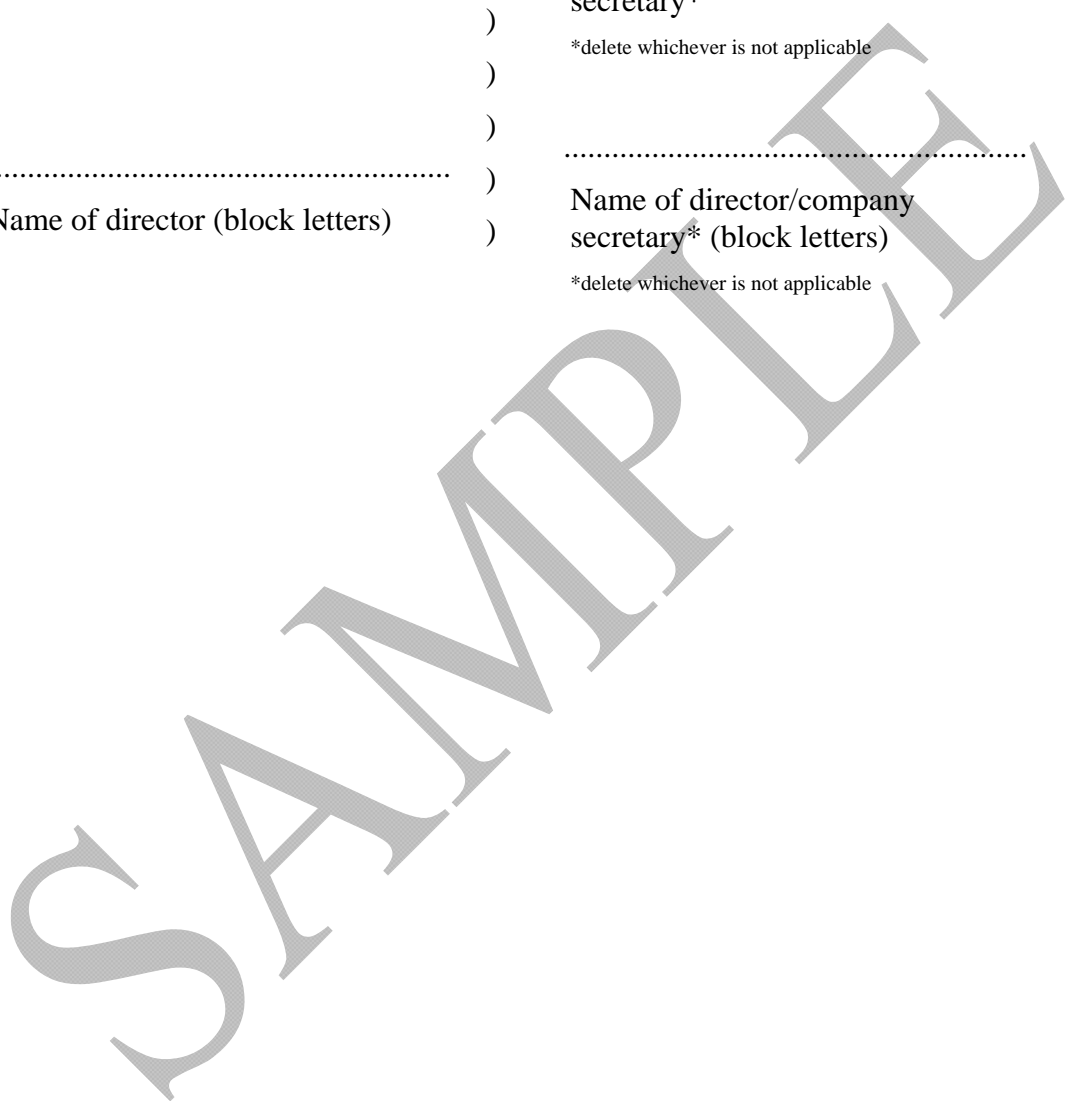 )
secretary*
*delete whichever is not applicable
)
)
....................................................... )
Name of director (block letters) )
.........................................................
Name of director/company
secretary* (block letters)
*delete whichever is not applicable
SAMPLE